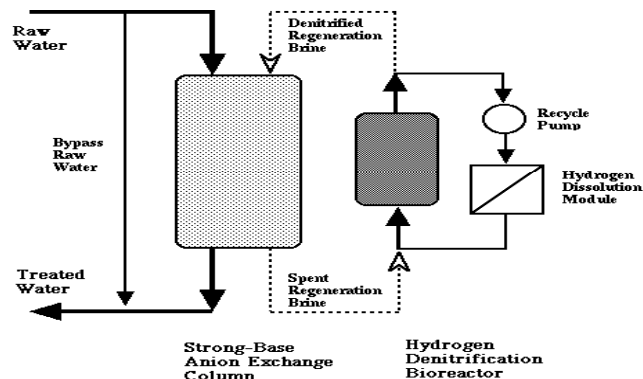 Raw
Water
Denitrified
Regeneration
Brine
Recycle
Pump
Bypass
Raw
Water
Hydrogen
Dissolution
Module
Treated
Water
Spent
Regeneration
Brine
Strong-Base
Anion Exchange
Column
Hydrogen
Denitrification
Bioreactor